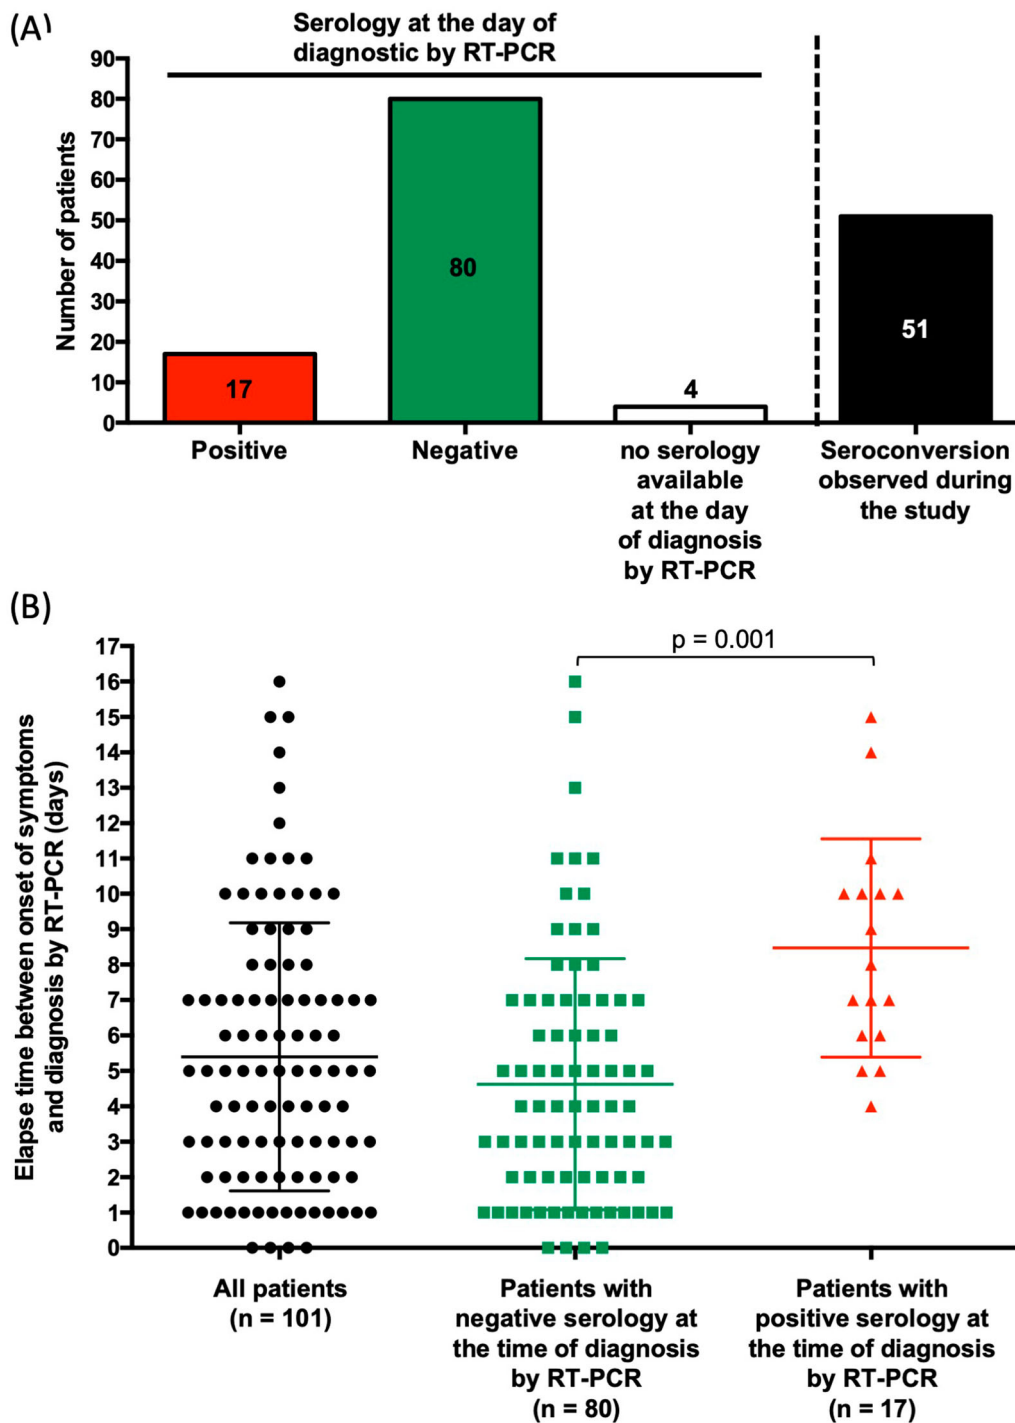 (A)
Serology at the day of
diagnostic by RT-PCR
Number of patients
90
80
70
60
50
40
30
20
10
0
17
80
4
51
Positive
Negative
no serology
available
at the day
of diagnosis
by RT-PCR
Seroconversion
observed during
the study
(B)
p = 0.001
Elapse time between onset of symptoms
and diagnosis by RT-PCR (days)
17
16
15
14
13
12
11
10
9
8
7
6
5
4
3
2
1
0
All patients
(n = 101)
Patients with
negative serology at
the time of diagnosis
by RT-PCR
(n = 80)
Patients with
positive serology at
the time of diagnosis
by RT-PCR
(n = 17)